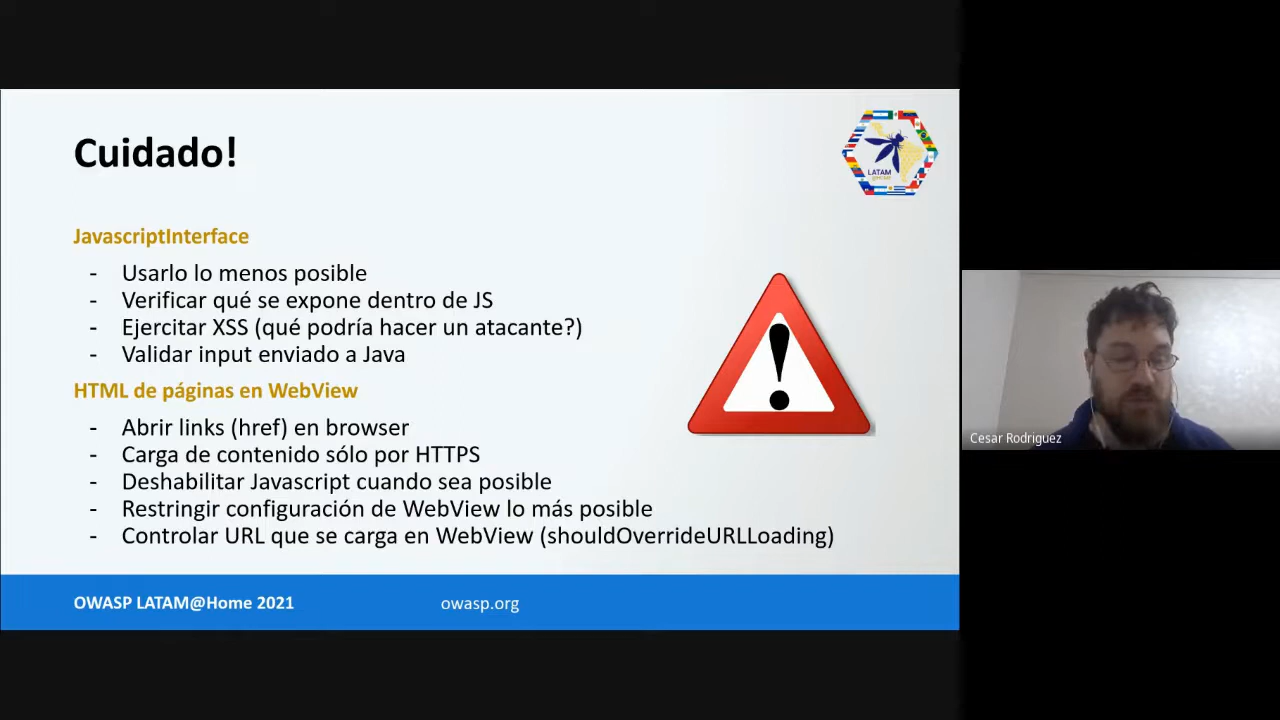 Cuidado!
LATAM
JavascriptInterface
- Usarlo lo menos posible
- Verificar qué se expone dentro de JS
- Ejercitar XSS (qué podría hacer un atacante?)
- Validar input enviado a Java
HTML de páginas en WebView
- Abrir links (href) en browser
- Carga de contenido sólo por HTTPS
- Deshabilitar Javascript cuando sea posible
- Restringir configuración de WebView lo más posible
- Controlar URL que se carga en WebView (shouldOverrideURLLoading)
OWASP LATAM@Home 2021
owasp.org
Cesar Rodriguez